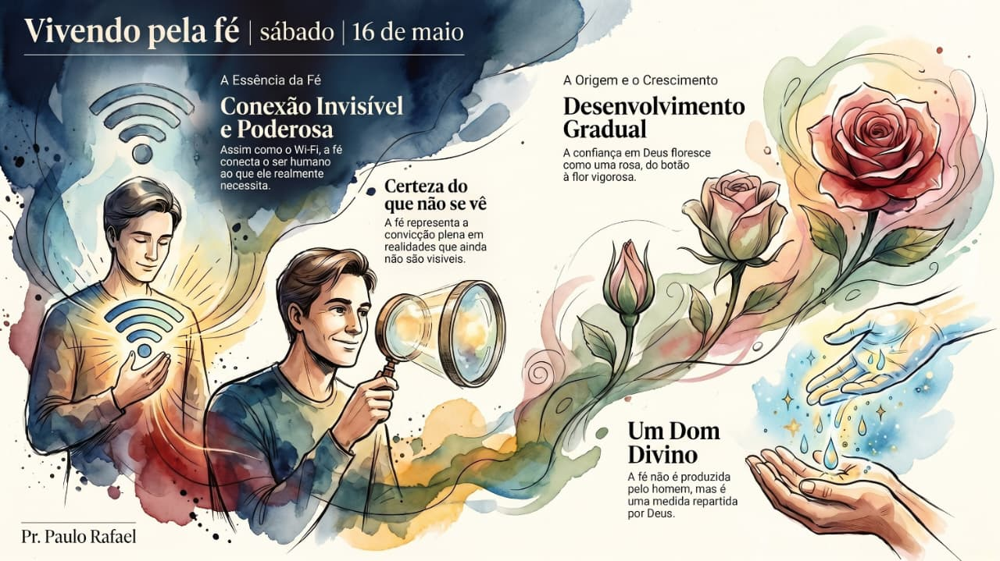 Vivendo pela fé | sábado | 16 de maio
A Essência da Fé
Conexão Invisível
e Poderosa
Assim como o Wi-Fi, a fé
conecta o ser humano
ao que ele realmente
necessita.
Certeza do
que não se vê
A fé representa a
convicção plena em
realidades que ainda
não são visiveis.
A Origem e o Crescimento
Desenvolvimento
Gradual
A confiança em Deus floresce
como uma rosa, do botão
à flor vigorosa.
Um Dom
Divino
A fé não é produzida
pelo homem, mas é
uma medida repartida
por Deus.
Pr. Paulo Rafael